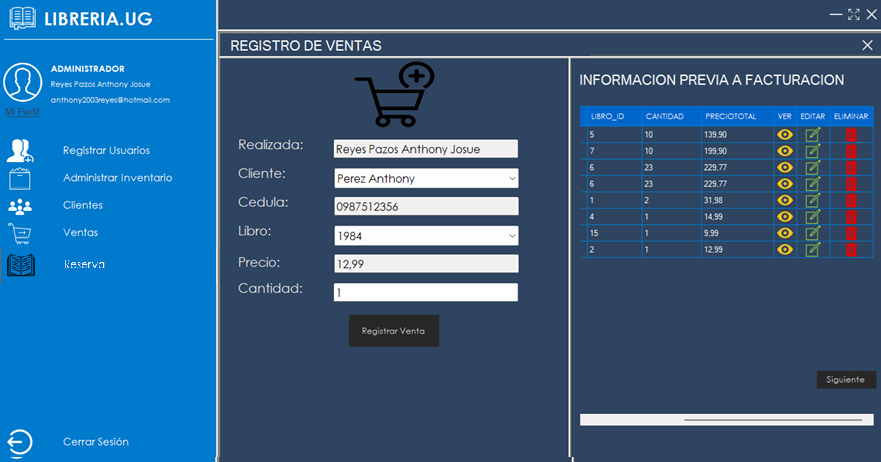 LIBRERIA.UG
ADMINISTRADOR
Reyes Pazos Anthony Josue
anthony2003reyes@hotmail.com
Mi Perfil
Registrar Usuarios
Administrar Inventario
Clientes
Ventas
Reserva
Cerrar Sesión
REGISTRO DE VENTAS
Realizada: Reyes Pazos Anthony Josue
Cliente: Perez Anthony
Cedula: 0987512356
Libro: 1984
Precio: 12,99
Cantidad: 1
Registrar Venta
INFORMACION PREVIA A FACTURACION
LIBRO_ID CANTIDAD PRECIOTOTAL VER EDITAR ELIMINAR
5 10 139,90
7 10 199,90
6 23 229,77
6 23 229,77
1 2 31,98
4 1 14,99
15 1 9,99
2 1 12,99
Siguiente